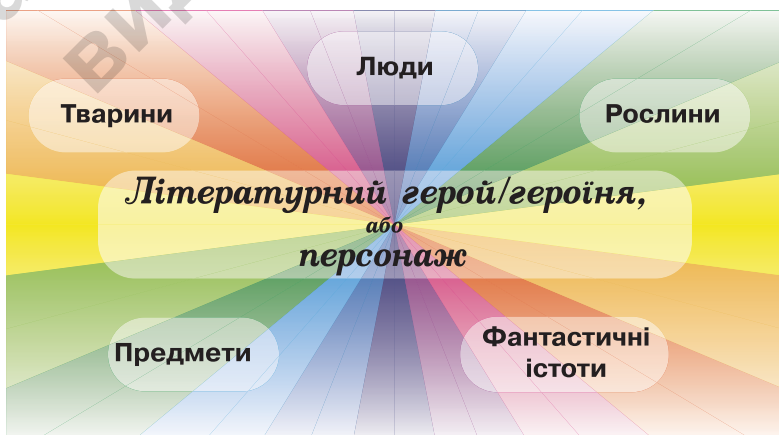 Люди
Тварини
Рослини
Літературний герой/героїня,
або
персонаж
Предмети
Фантастичні
істоти